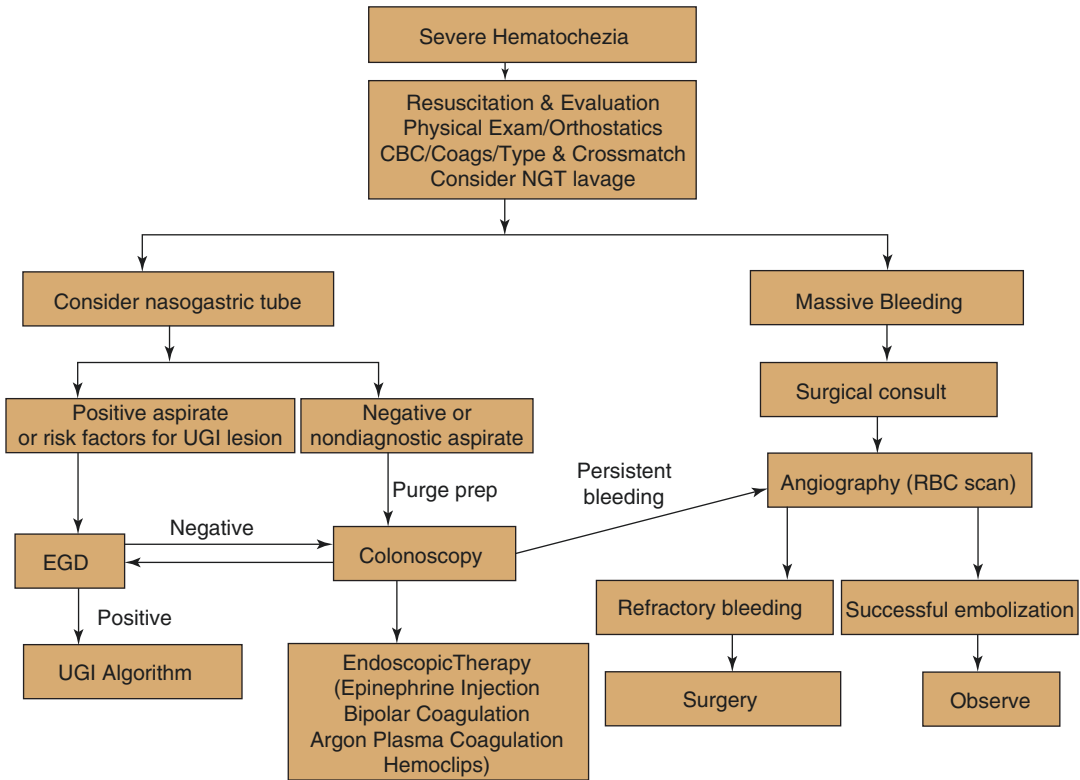 Severe Hematochezia
Resuscitation & Evaluation
Physical Exam/Orthostatics
CBC/Coags/Type & Crossmatch
Consider NGT lavage
Consider nasogastric tube
Massive Bleeding
Positive aspirate
or risk factors for UGI lesion
Negative or
nondiagnostic aspirate
Surgical consult
Purge prep
Persistent
bleeding
Angiography (RBC scan)
EGD
Negative
Colonoscopy
Positive
Refractory bleeding
Successful embolization
UGI Algorithm
EndoscopicTherapy
(Epinephrine Injection
Bipolar Coagulation
Argon Plasma Coagulation
Hemoclips)
Surgery
Observe